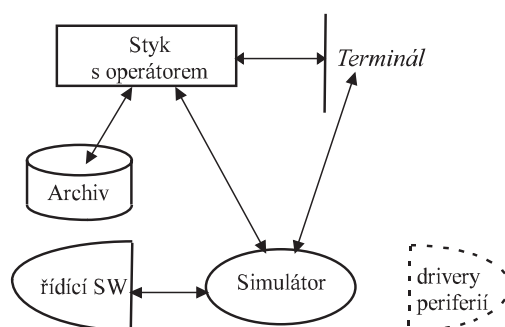 Styk
s operátorem
Terminál
Archiv
řídící SW
Simulátor
drivery
periferií